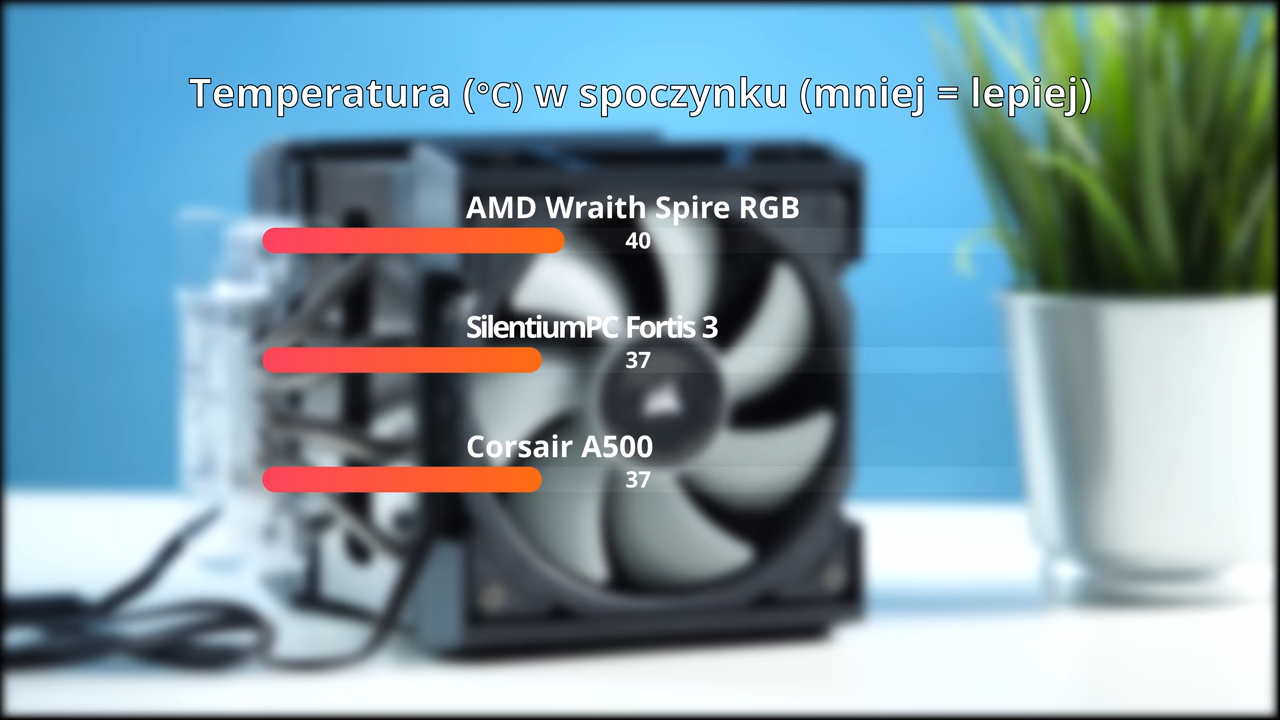 Temperatura (°C) w spoczynku (mniej = lepiej)
AMD Wraith Spire RGB
40
SilentiumPC Fortis 3
37
Corsair A500
37